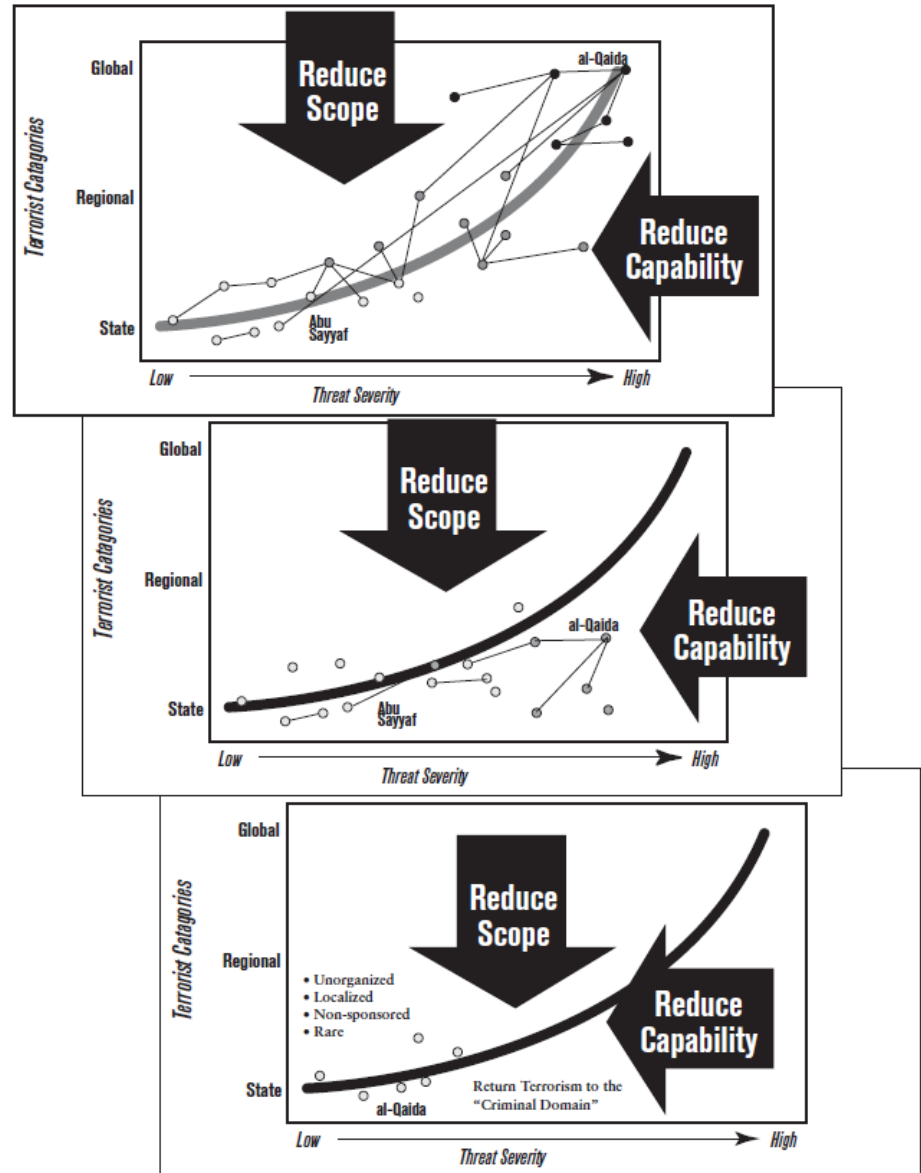 Terrorist Catagories
Global
Regional
State
Reduce
Scope
al-Qaida
Reduce
Capability
Abu
Sayyaf
Low
High
Threat Severity
Terrorist Catagories
Global
Regional
State
Reduce
Scope
al-Qaida
Reduce
Capability
Abu
Sayyaf
Low
High
Threat Severity
Terrorist Catagories
Global
Regional
State
Reduce
Scope
• Unorganized
• Localized
• Non-sponsored
• Rare
Reduce
Capability
al-Qaida
Return Terrorism to the
“Criminal Domain”
Low
High
Threat Severity